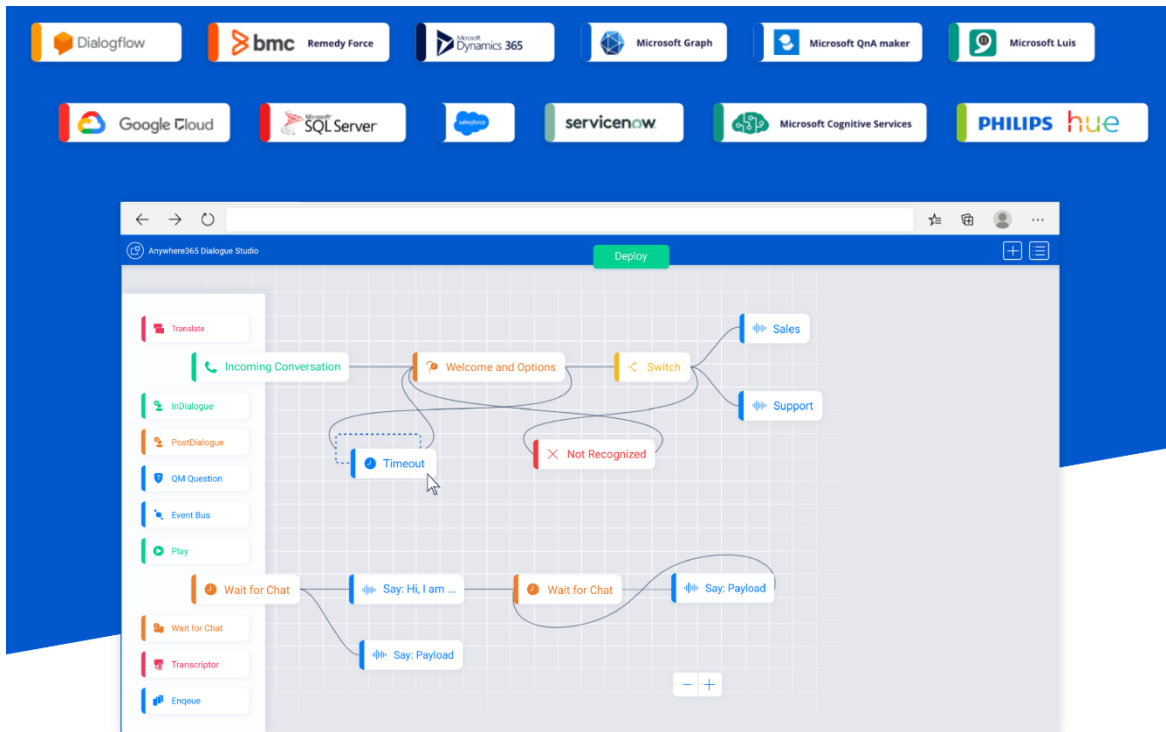 Dialogflow
bmc Remedy Force
Microsoft Dynamics 365
Microsoft Graph
Microsoft QnA maker
Microsoft Luis
Google Cloud
Microsoft SQL Server
salesforce
servicenow
Microsoft Cognitive Services
PHILIPS hue
Anywhere365 Dialogue Studio
Deploy
Translate
Incoming Conversation
Welcome and Options
Switch
Sales
Support
InDialogue
PostDialogue
Timeout
Not Recognized
QM Question
Event Bus
Play
Wait for Chat
Say: Hi, I am ...
Wait for Chat
Say: Payload
Wait for Chat
Say: Payload
Transcriptor
Enqeue